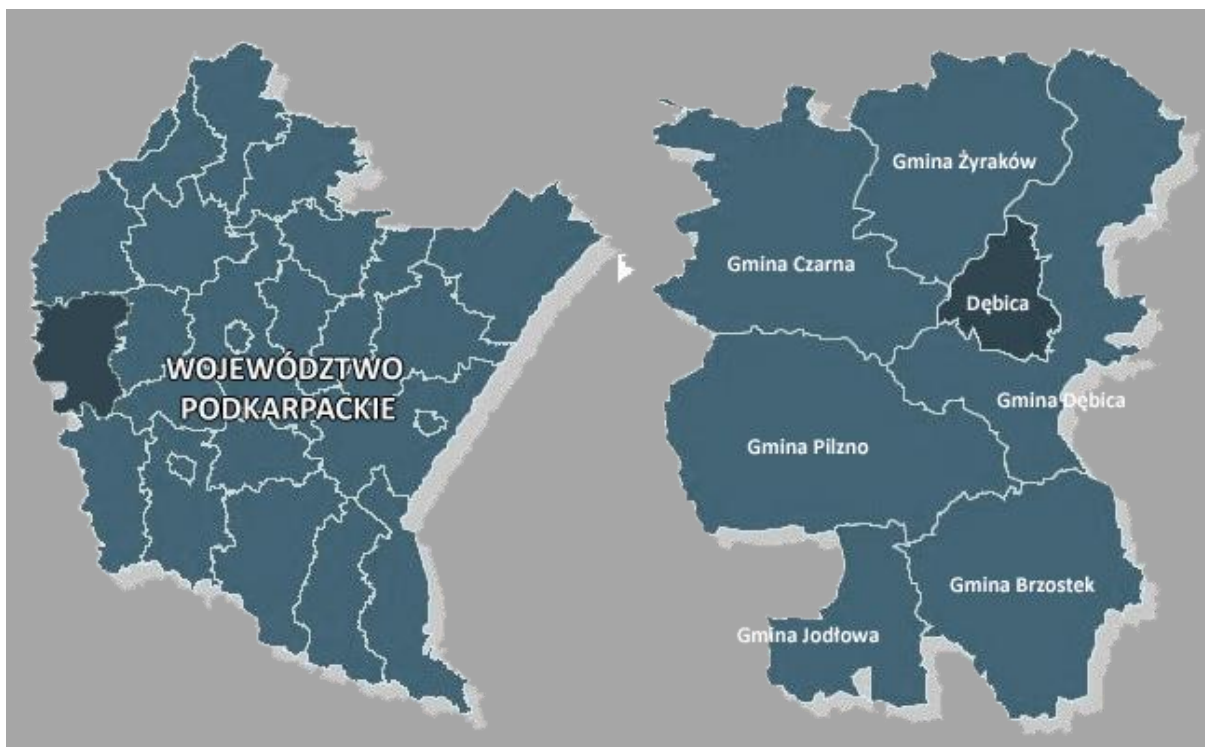 WOJEWÓDZTWO
PODKARPACKIE
Gmina Żyraków
Gmina Czarna
Dębica
Gmina Dębica
Gmina Pilzno
Gmina Brzostek
Gmina Jodłowa